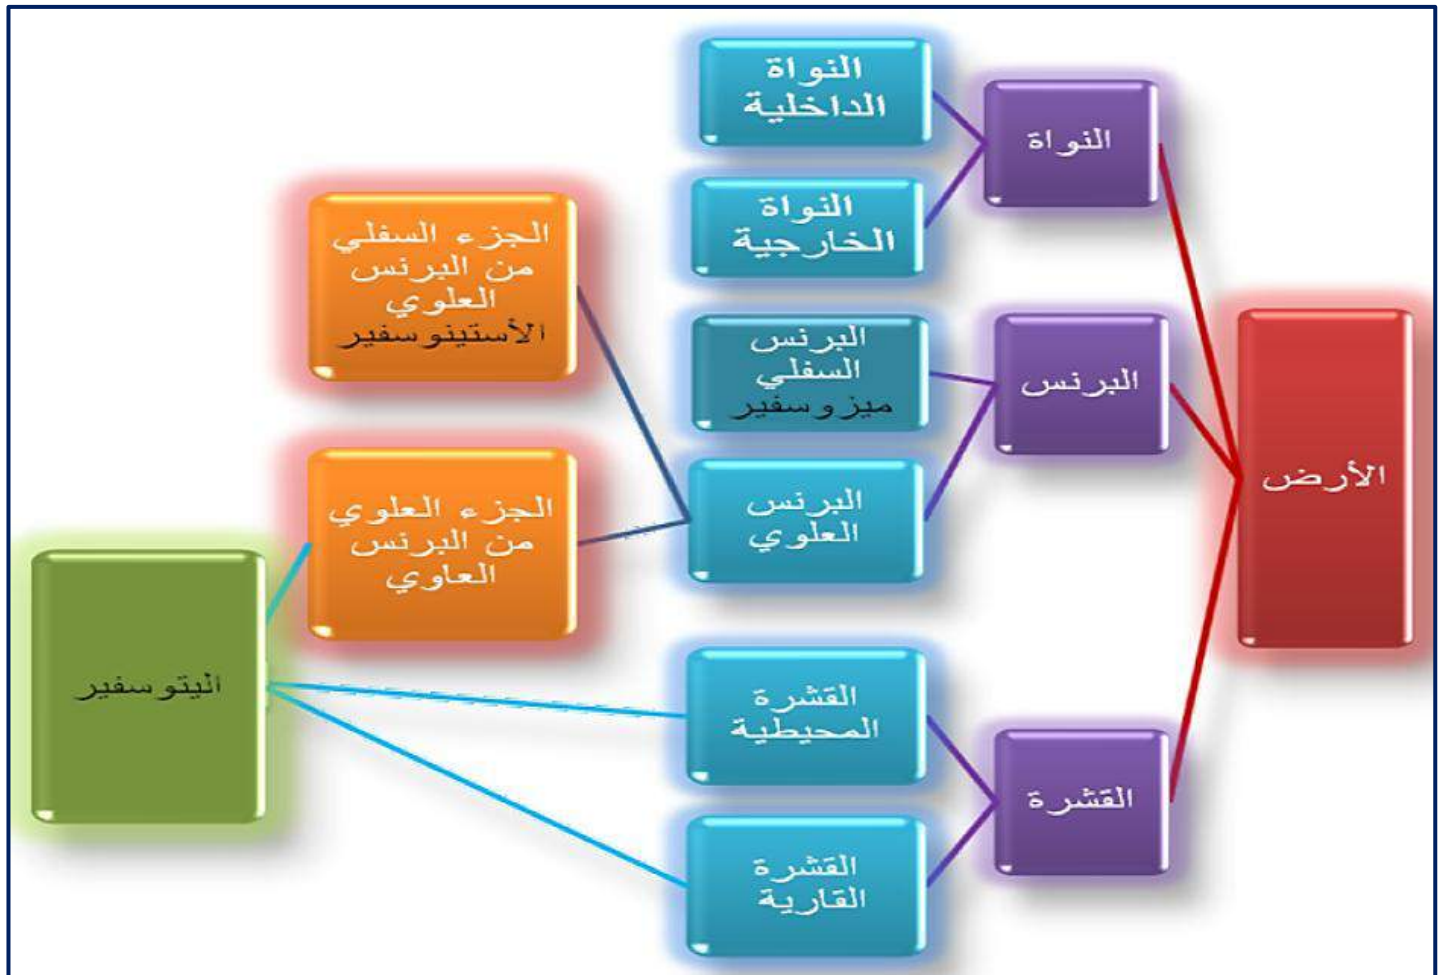 الأرض
النواة
البرنس
القشرة
النواة
الداخلية
النواة
الخارجية
البرنس
السفلي
ميزوسفير
البرنس
العلوي
القشرة
المحيطية
القشرة
القارية
الجزء السفلي
من البرنس
العلوي
الأستينوسفير
الجزء العلوي
من البرنس
العاوي
اليتوسفير